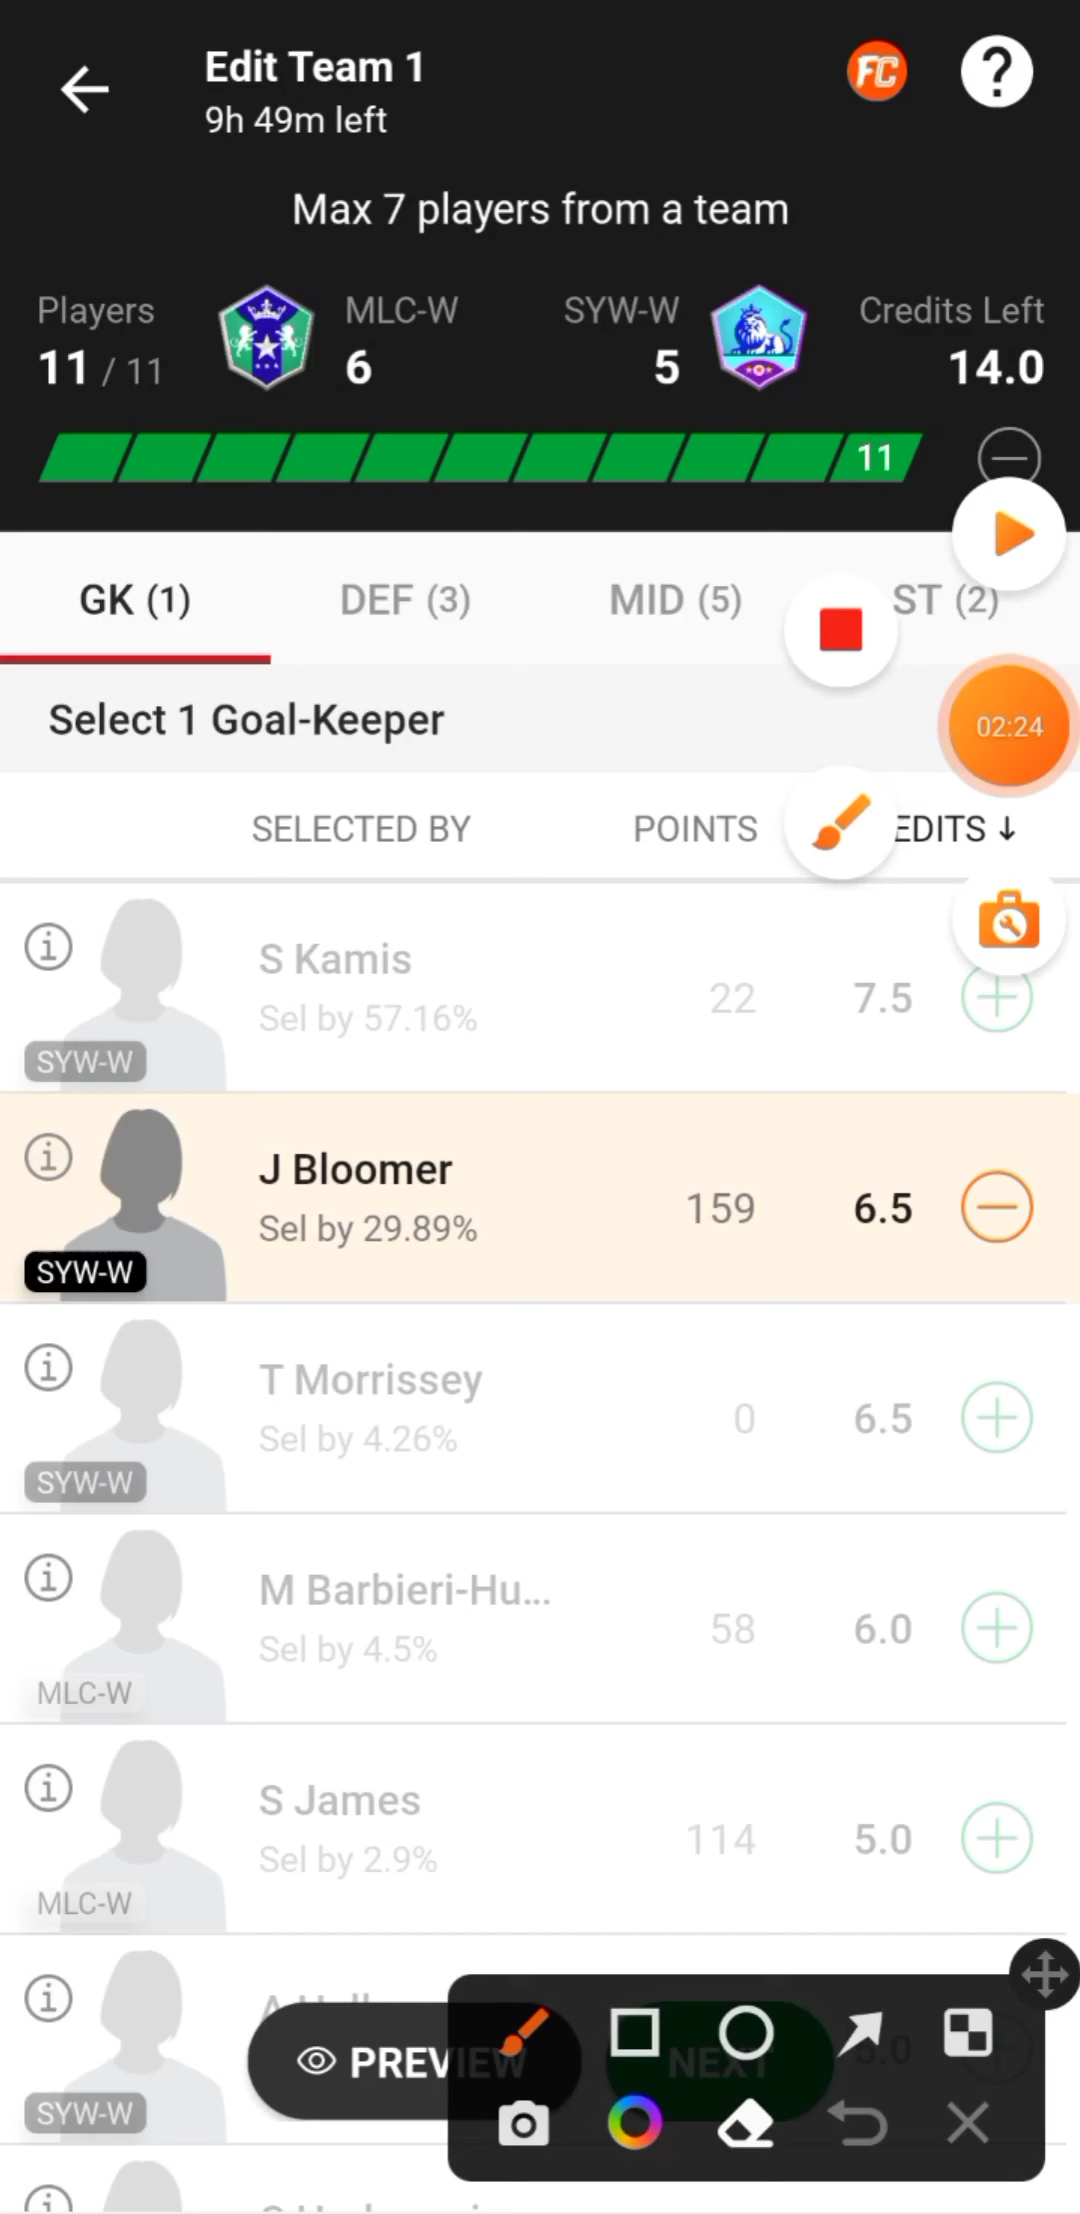 Edit Team 1
9h 49m left
FC
?
Max 7 players from a team
Players
11 / 11
MLC-W
6
SYW-W
5
Credits Left
14.0
11
GK (1)
DEF (3)
MID (5)
ST (2)
Select 1 Goal-Keeper
02:24
SELECTED BY
POINTS
EDITS ↓
S Kamis
Sel by 57.16%
22
7.5
SYW-W
J Bloomer
Sel by 29.89%
159
6.5
SYW-W
T Morrissey
Sel by 4.26%
0
6.5
SYW-W
M Barbieri-Hu...
Sel by 4.5%
58
6.0
MLC-W
S James
Sel by 2.9%
114
5.0
MLC-W
PREVIEW
NEXT
5.0
SYW-W